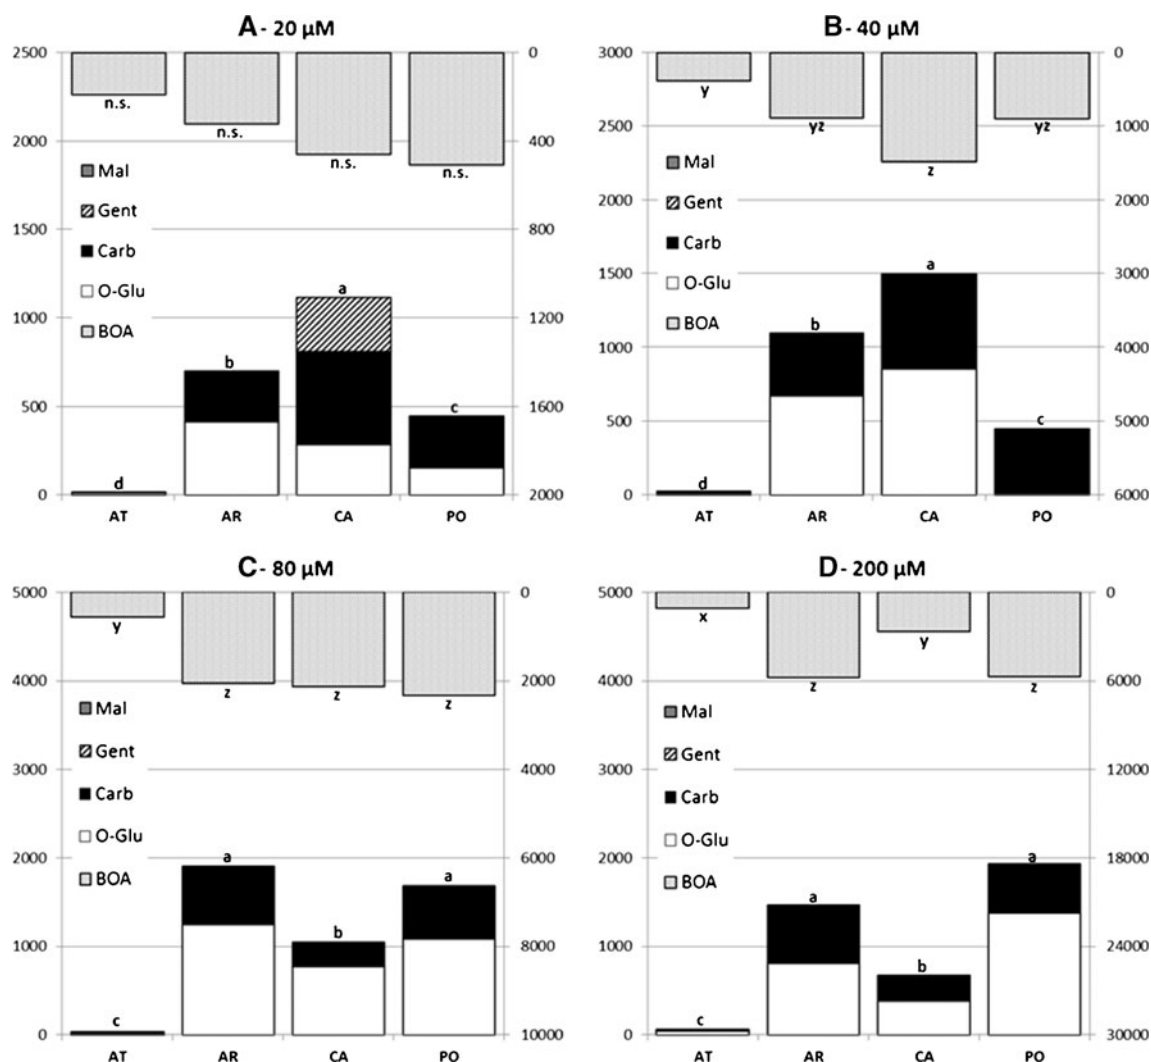 A - 20 µM
2500
2000
1500
1000
500
0
0
400
800
1200
1600
2000
n.s.
n.s.
n.s.
n.s.
Mal
Gent
Carb
O-Glu
BOA
d
b
a
c
AT
AR
CA
PO
B - 40 µM
3000
2500
2000
1500
1000
500
0
0
1000
2000
3000
4000
5000
6000
y
yz
z
yz
Mal
Gent
Carb
O-Glu
BOA
d
b
a
c
AT
AR
CA
PO
C - 80 µM
5000
4000
3000
2000
1000
0
0
2000
4000
6000
8000
10000
y
z
z
z
Mal
Gent
Carb
O-Glu
BOA
c
a
b
a
AT
AR
CA
PO
D - 200 µM
5000
4000
3000
2000
1000
0
0
6000
12000
18000
24000
30000
x
z
y
z
Mal
Gent
Carb
O-Glu
BOA
c
a
b
a
AT
AR
CA
PO